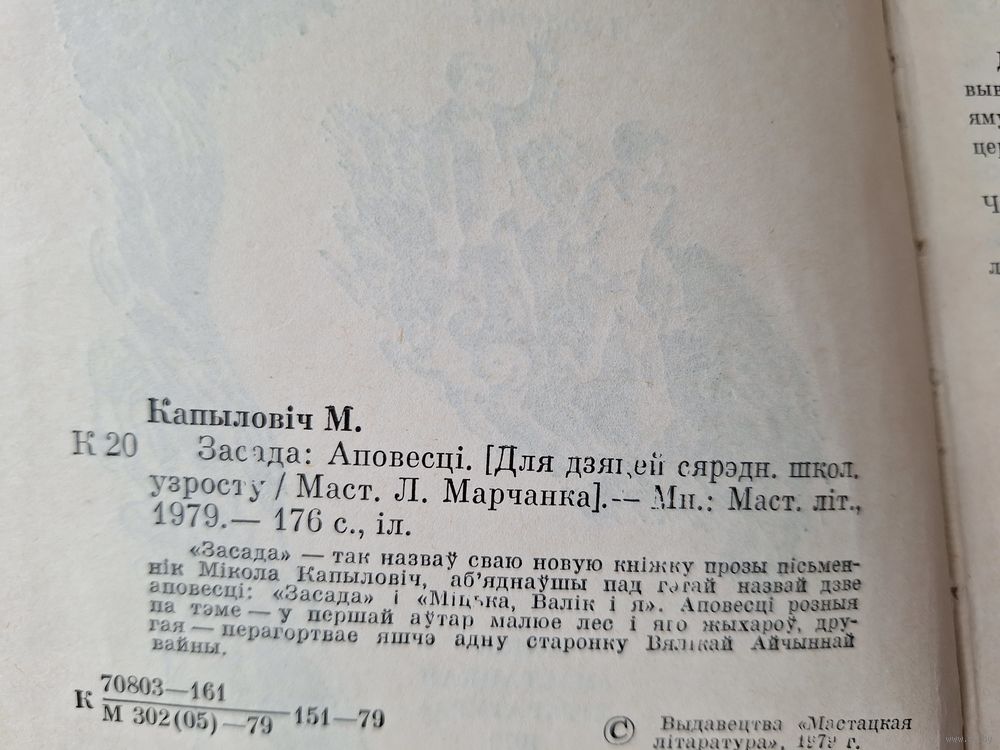 Капыловіч М.
К 20 Засада: Аповесці. [Для дзяцей сярэдн. школ.
узросту / Маст. Л. Марчанка].— Мн.: Маст. літ.,
1979.— 176 с., іл.
«Засада» — так назваў сваю новую кніжку прозы пісьмен-
нік Мікола Капыловіч, аб’яднаўшы пад гэтай назвай дзве
аповесці: «Засада» і «Міцька, Валік і я». Аповесці розныя
па тэме — у першай аўтар малюе лес і яго жыхароў, дру-
гая — перагортвае яшчэ адну старонку Вялікай Айчыннай
вайны.
К 70803—161
М 302(05)—79 151—79
© Выдавецтва «Мастацкая
літаратура», 1979 г.